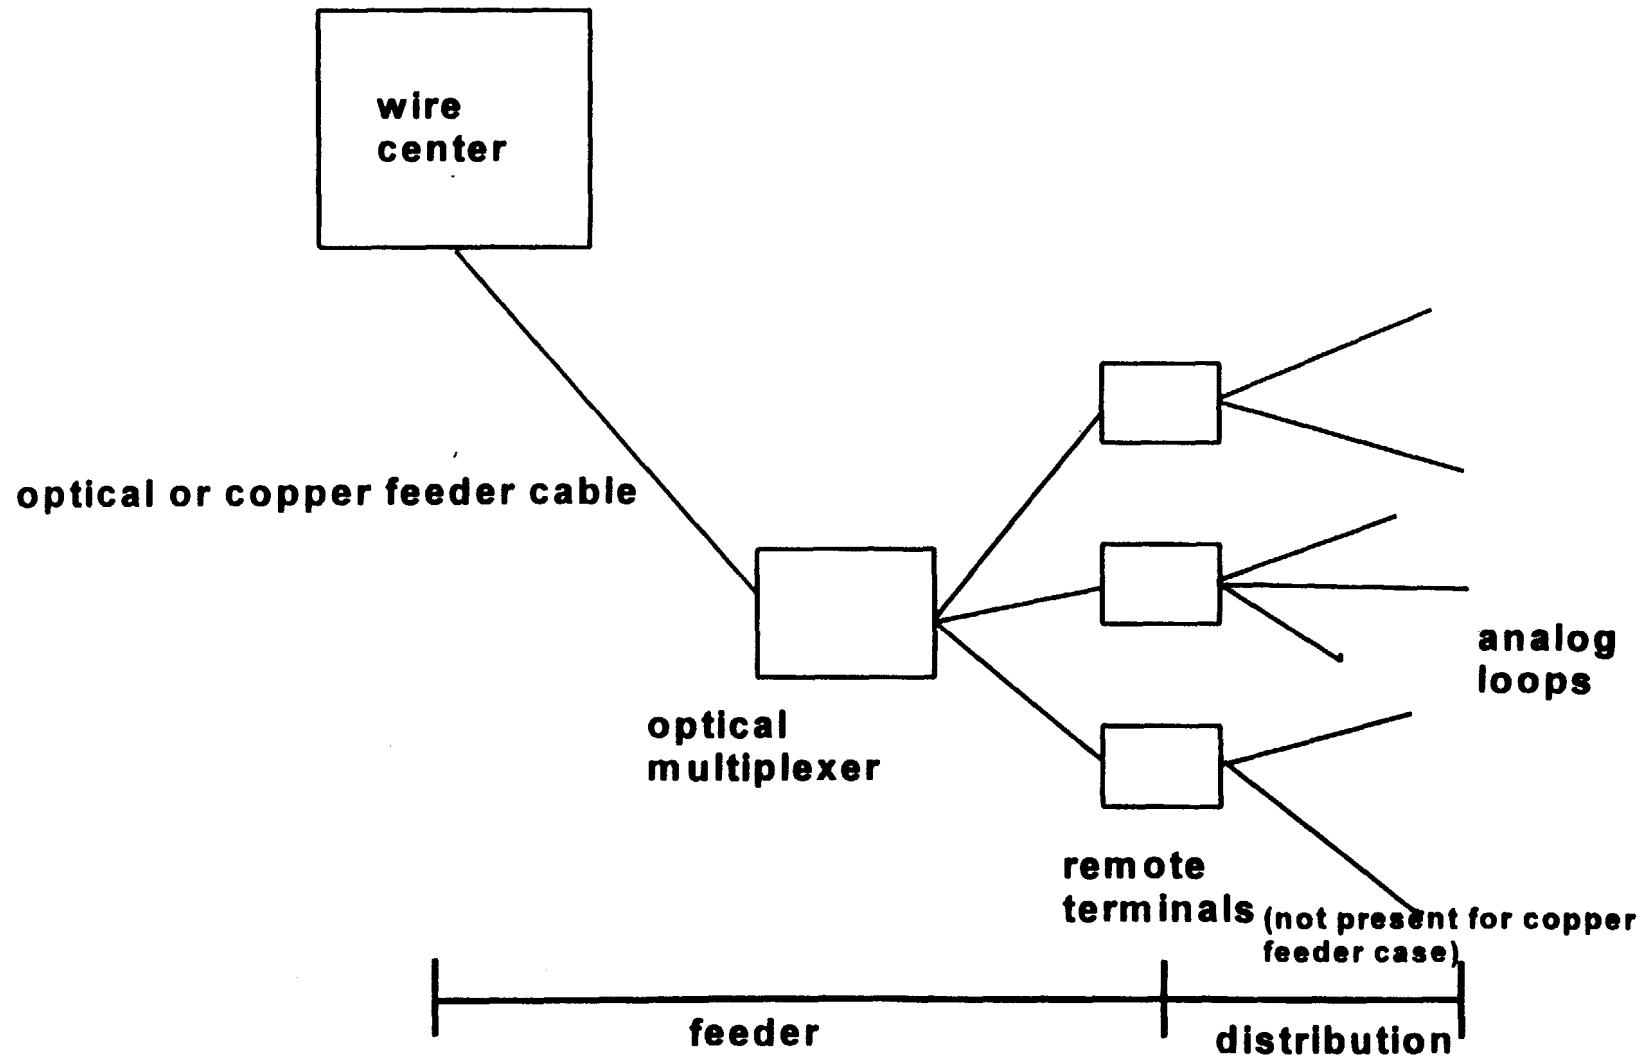 wire
center
optical or copper feeder cable
analog
loops
optical
multiplexer
remote
terminals (not present for copper
feeder case)
feeder
distribution